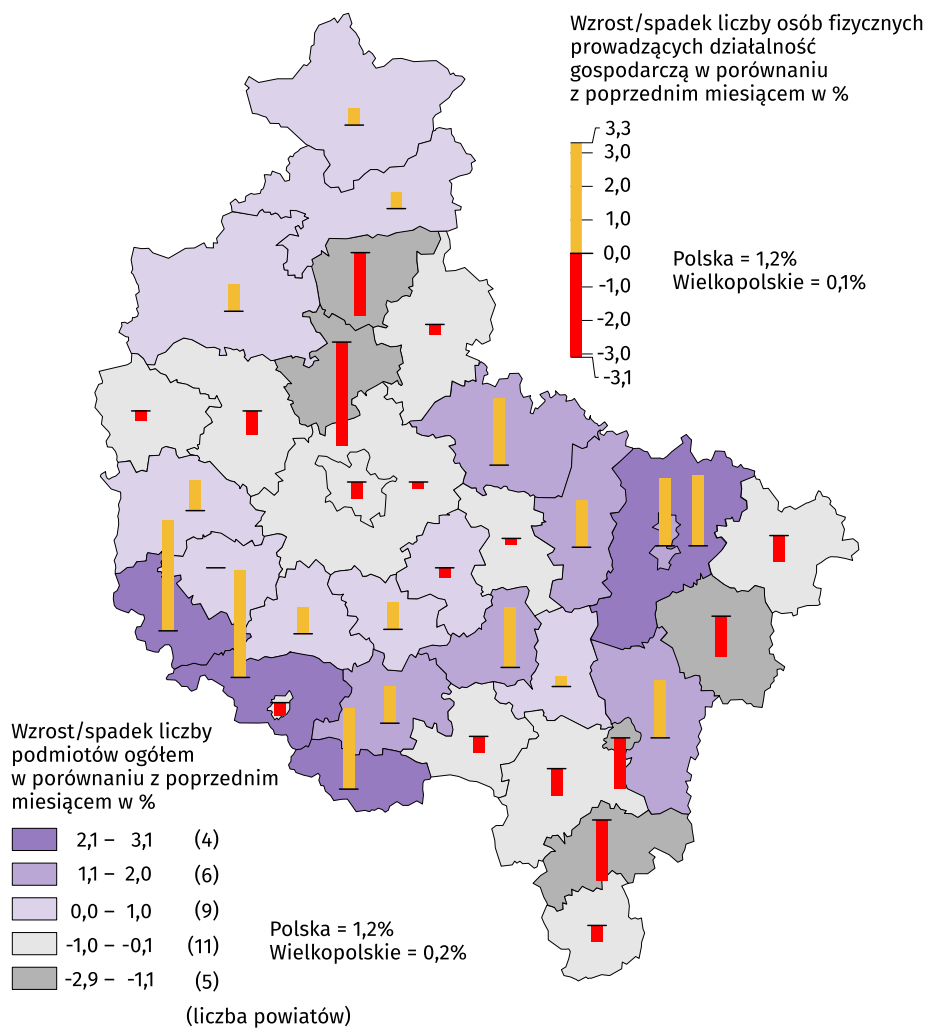 Wzrost/spadek liczby osób fizycznych
prowadzących działalność
gospodarczą w porównaniu
z poprzednim miesiącem w %
3,3
3,0
2,0
1,0
0,0
-1,0
-2,0
-3,0
-3,1
Polska = 1,2%
Wielkopolskie = 0,1%
Wzrost/spadek liczby
podmiotów ogółem
w porównaniu z poprzednim
miesiącem w %
2,1 – 3,1 (4)
1,1 – 2,0 (6)
0,0 – 1,0 (9)
-1,0 – -0,1 (11)
-2,9 – -1,1 (5)
(liczba powiatów)
Polska = 1,2%
Wielkopolskie = 0,2%